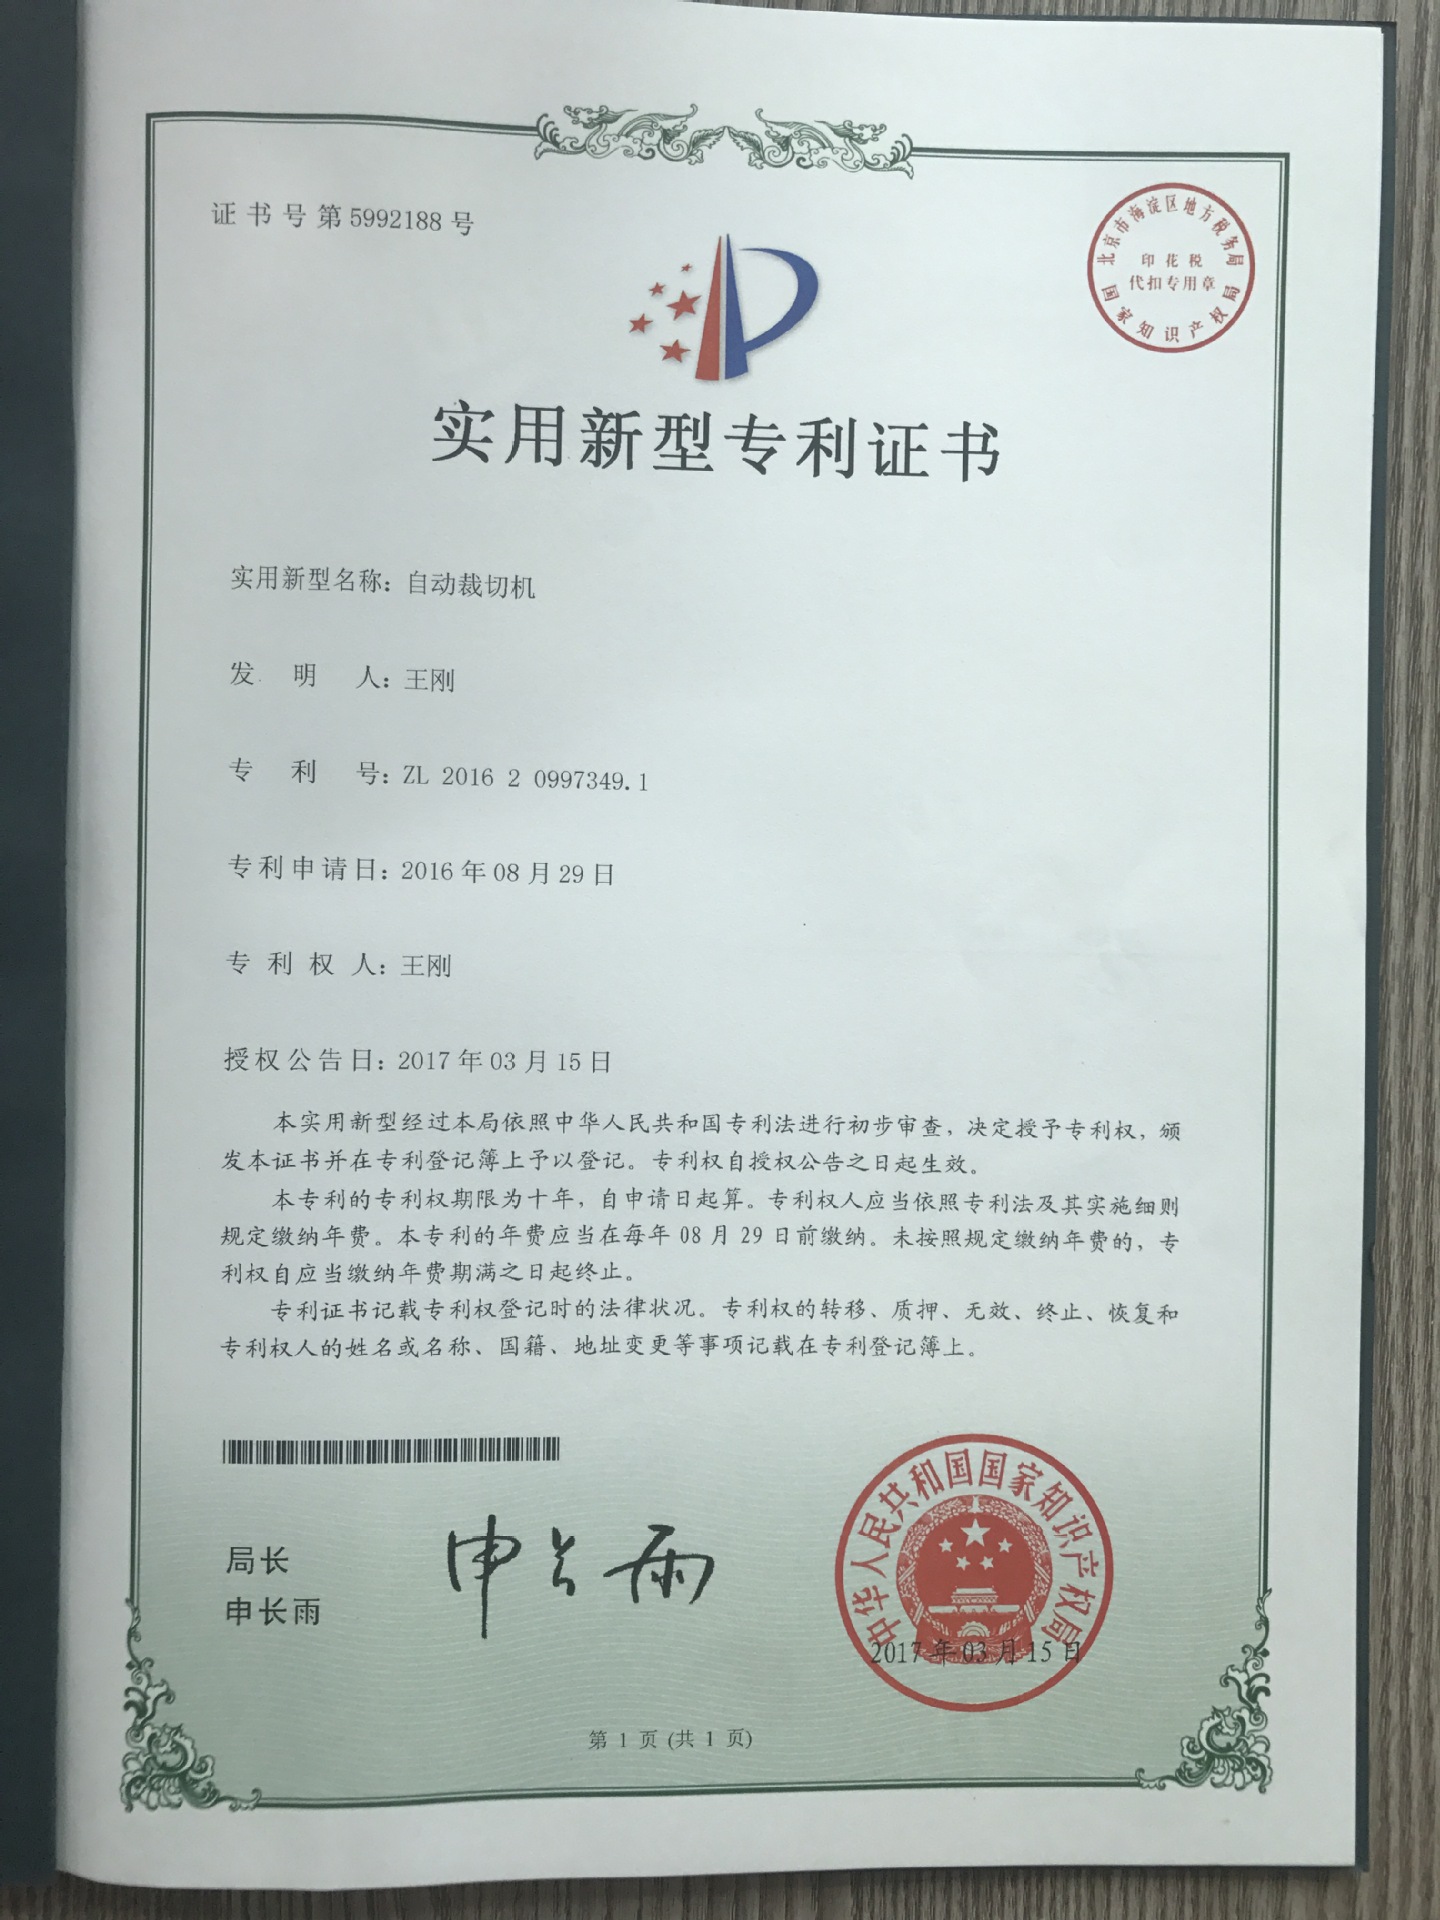 证书号第5992188号
北京市海淀区地方税务局
印花税
代扣专用章
国家知识产权局
实用新型专利证书
实用新型名称：自动裁切机
发明人：王刚
专利号：ZL 2016 2 0997349.1
专利申请日：2016年08月29日
专利权人：王刚
授权公告日：2017年03月15日
本实用新型经过本局依照中华人民共和国专利法进行初步审查，决定授予专利权，颁
发本证书并在专利登记簿上予以登记。专利权自授权公告之日起生效。
本专利的专利权期限为十年，自申请日起算。专利权人应当依照专利法及其实施细则
规定缴纳年费。本专利的年费应当在每年08月29日前缴纳。未按照规定缴纳年费的，专
利权自应当缴纳年费期满之日起终止。
专利证书记载专利权登记时的法律状况。专利权的转移、质押、无效、终止、恢复和
专利权人的姓名或名称、国籍、地址变更等事项记载在专利登记簿上。
局长
申长雨
申长雨
中华人民共和国国家知识产权局
2017年03月15日
第1页(共1页)